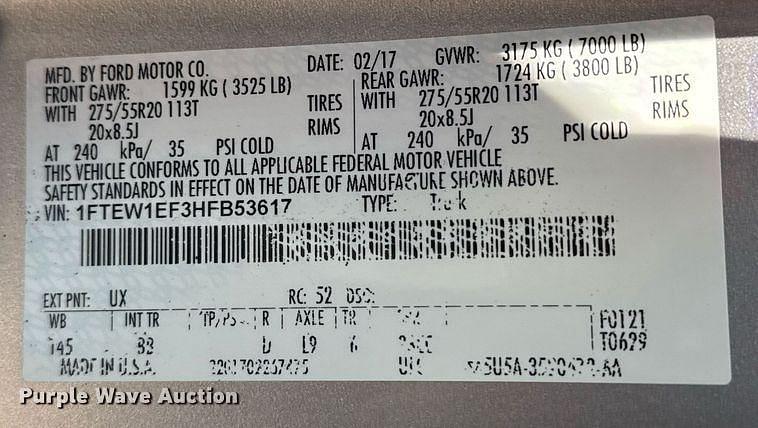 MFD. BY FORD MOTOR CO. DATE: 02/17 GVWR: 3175 KG ( 7000 LB)
FRONT GAWR: 1599 KG ( 3525 LB) REAR GAWR: 1724 KG ( 3800 LB)
WITH 275/55R20 113T TIRES WITH 275/55R20 113T TIRES
20x8.5J RIMS 20x8.5J RIMS
AT 240 kPa/ 35 PSI COLD AT 240 kPa/ 35 PSI COLD
THIS VEHICLE CONFORMS TO ALL APPLICABLE FEDERAL MOTOR VEHICLE
SAFETY STANDARDS IN EFFECT ON THE DATE OF MANUFACTURE SHOWN ABOVE.
VIN: 1FTEW1EF3HFB53617 TYPE: Truck
EXT PNT: UX RC: 52 DSO:
WB INT TR TP/PS R AXLE TR F0121
145 L9 6 T0629
MADE IN U.S.A.
Purple Wave Auction